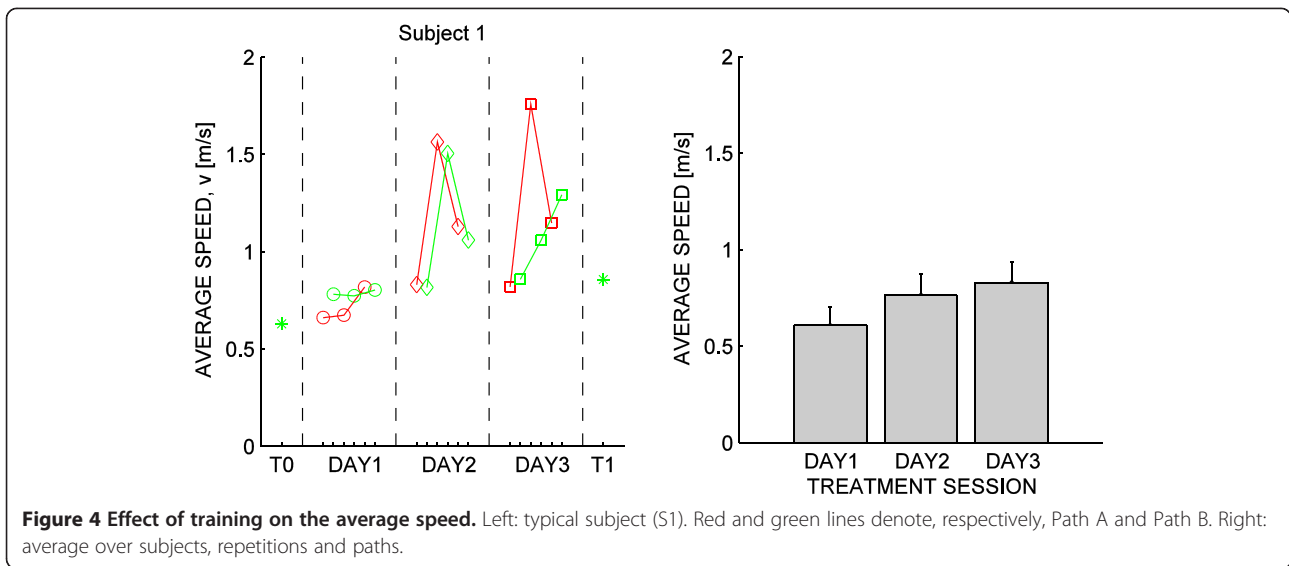 Subject 1
AVERAGE SPEED, v [m/s]
2
1.5
1
0.5
0
T0 DAY1 DAY2 DAY3 T1
AVERAGE SPEED [m/s]
2
1.5
1
0.5
0
DAY1 DAY2 DAY3
TREATMENT SESSION
Figure 4 Effect of training on the average speed. Left: typical subject (S1). Red and green lines denote, respectively, Path A and Path B. Right:
average over subjects, repetitions and paths.